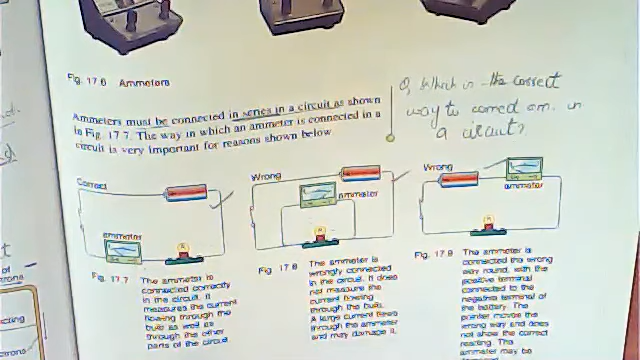 Fig. 17.6 Ammeters
Ammeters must be connected in series in a circuit as shown
in Fig. 17.7. The way in which an ammeter is connected in a
circuit is very important for reasons shown below.
Q. Which is the correct
way to connect am. in
a circuit?
Correct
ammeter
Fig. 17.7 The ammeter is
connected correctly
in the circuit. It
measures the current
flowing through the
bulb as well as
through the other
parts of the circuit
Wrong
ammeter
Fig. 17.8 The ammeter is
wrongly connected
in the circuit. It does
not measure the
current flowing
through the bulb.
A large current flows
through the ammeter
and may damage it.
Wrong
ammeter
Fig. 17.9 The ammeter is
connected the wrong
way round, with the
positive terminal
connected to the
negative terminal of
the battery. The
pointer moves the
wrong way and does
not show the correct
reading. The
ammeter may be